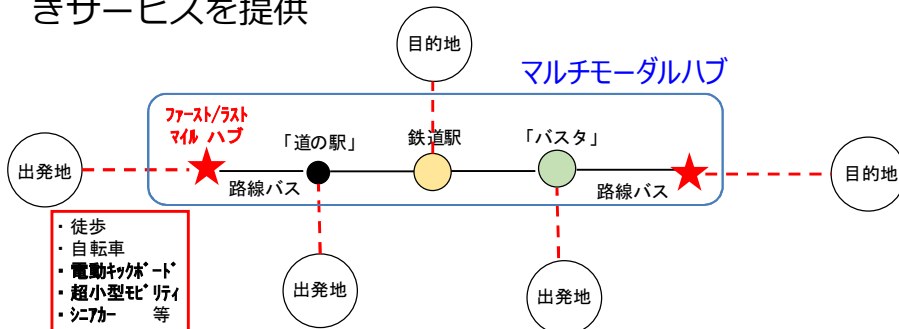 きサービスを提供
目的地
マルチモーダルハブ
ファースト/ラスト
マイル ハブ
「道の駅」
鉄道駅
「バスタ」
出発地
路線バス
路線バス
目的地
・徒歩
・自転車
・電動キックボード
・超小型モビリティ
・シニアカー 等
出発地
出発地